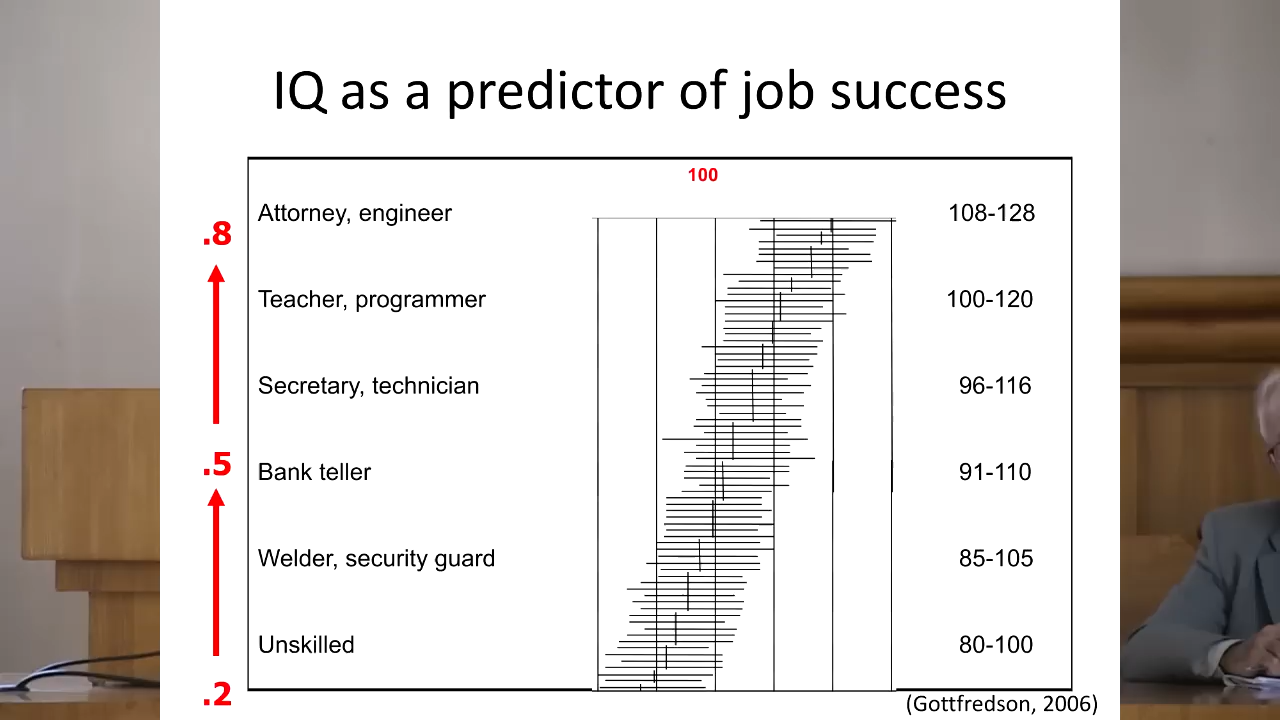 IQ as a predictor of job success
100
Attorney, engineer 108-128
.8
Teacher, programmer 100-120
Secretary, technician 96-116
.5
Bank teller 91-110
Welder, security guard 85-105
Unskilled 80-100
.2
(Gottfredson, 2006)